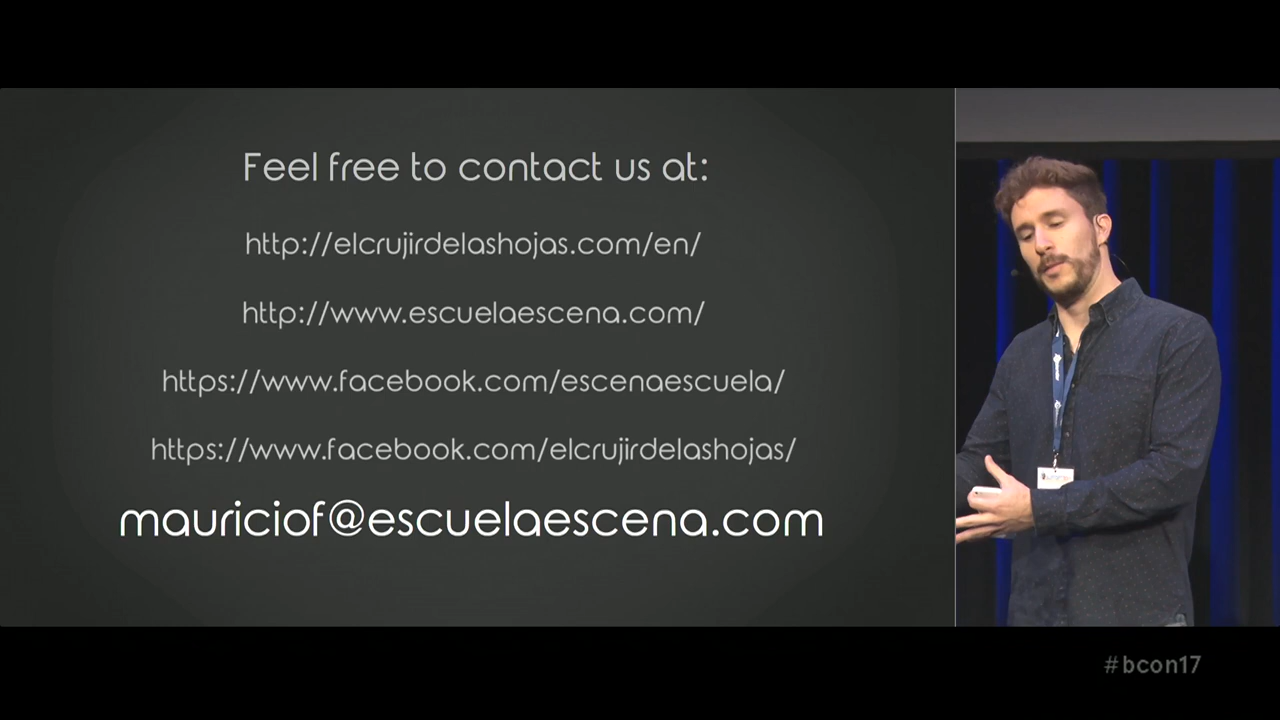 Feel free to contact us at:
http://elcrujirdelashojas.com/en/
http://www.escuelaescena.com/
https://www.facebook.com/escenaescuela/
https://www.facebook.com/elcrujirdelashojas/
mauriciof@escuelaescena.com
#bcon17